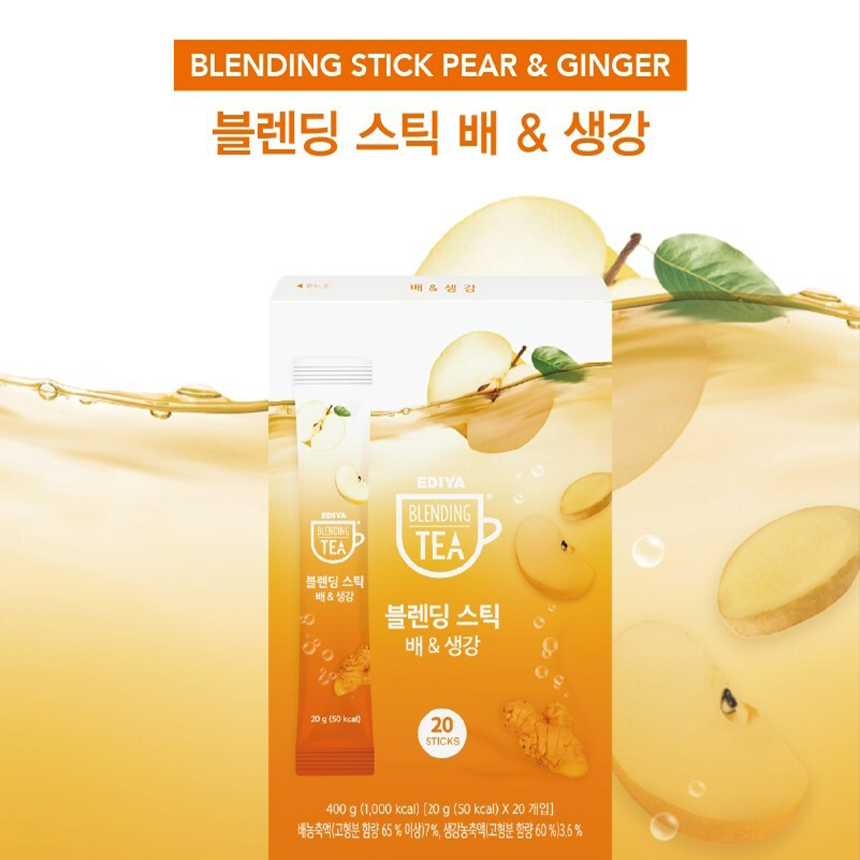 BLENDING STICK PEAR & GINGER
블렌딩 스틱 배 & 생강
배 & 생 강
EDIYA
BLENDING
TEA
블렌딩 스틱
배 & 생강
20 g (50 kcal)
EDIYA
BLENDING
TEA
®
블렌딩 스틱
배 & 생강
20
STICKS
400 g (1,000 kcal) [20 g (50 kcal) X 20 개입]
배농축액(고형분 함량 65 % 이상)7%, 생강농축액(고형분 함량 60 %)3.6 %